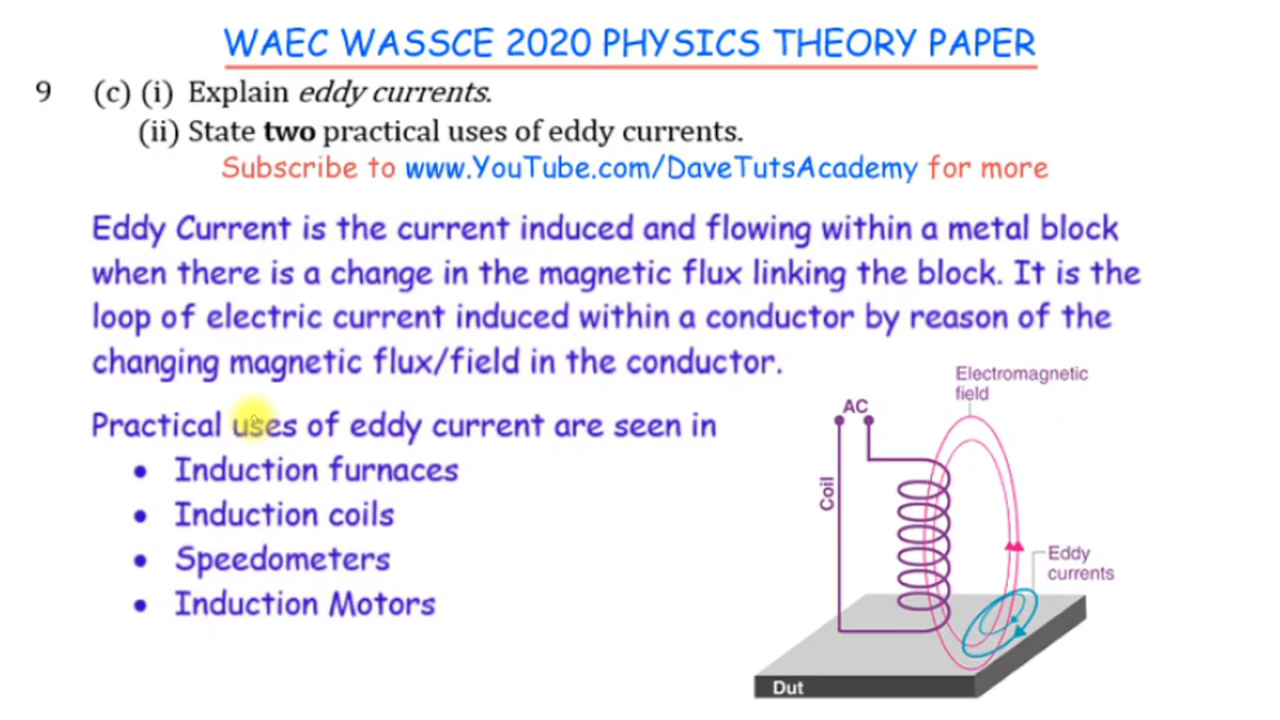 WAEC WASSCE 2020 PHYSICS THEORY PAPER
9 (c) (i) Explain eddy currents.
(ii) State two practical uses of eddy currents.
Subscribe to www.YouTube.com/DaveTutsAcademy for more
Eddy Current is the current induced and flowing within a metal block
when there is a change in the magnetic flux linking the block. It is the
loop of electric current induced within a conductor by reason of the
changing magnetic flux/field in the conductor.
Practical uses of eddy current are seen in
• Induction furnaces
• Induction coils
• Speedometers
• Induction Motors
Electromagnetic
field
AC
Coil
Eddy
currents
Dut